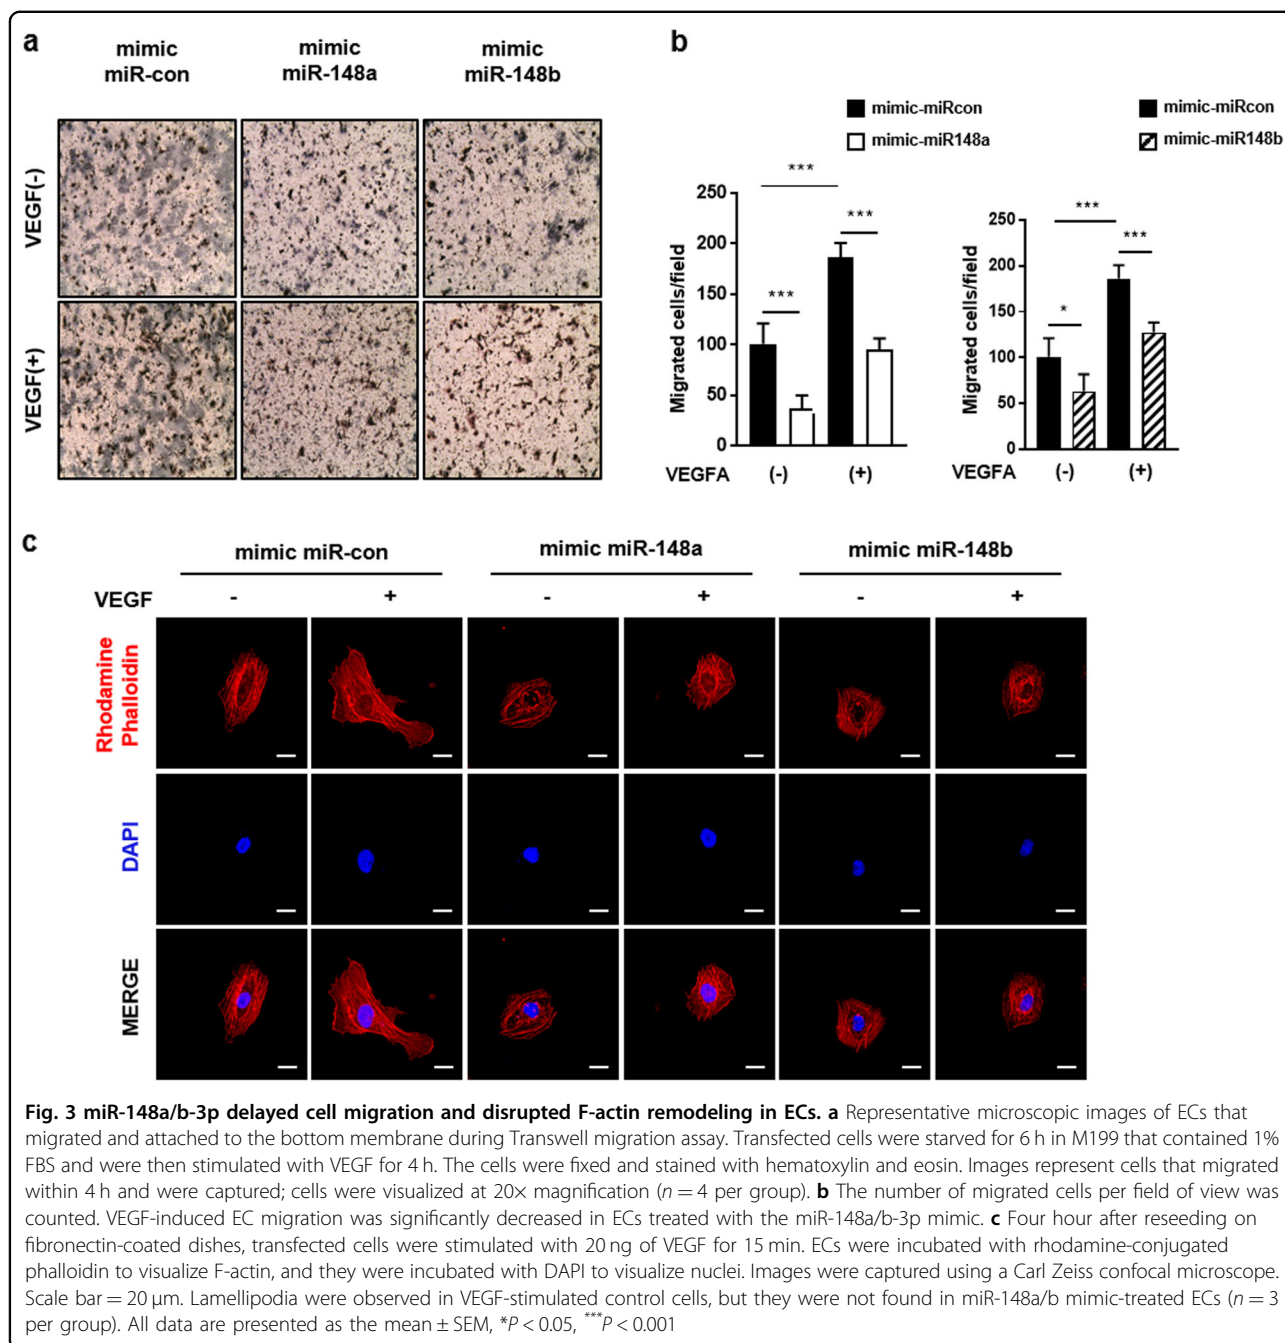 a
mimic
miR-con
mimic
miR-148a
mimic
miR-148b
VEGF(-)
VEGF(+)
b
mimic-miRcon
mimic-miR148a
mimic-miRcon
mimic-miR148b
Migrated cells/field
250
200
150
100
50
0
***
***
***
VEGFA
(-)
(+)
Migrated cells/field
250
200
150
100
50
0
*
***
***
(-)
(+)
c
mimic miR-con
mimic miR-148a
mimic miR-148b
VEGF
-
+
-
+
-
+
Rhodamine
Phalloidin
DAPI
MERGE
Fig. 3 miR-148a/b-3p delayed cell migration and disrupted F-actin remodeling in ECs. a Representative microscopic images of ECs that
migrated and attached to the bottom membrane during Transwell migration assay. Transfected cells were starved for 6 h in M199 that contained 1%
FBS and were then stimulated with VEGF for 4 h. The cells were fixed and stained with hematoxylin and eosin. Images represent cells that migrated
within 4 h and were captured; cells were visualized at 20× magnification (n = 4 per group). b The number of migrated cells per field of view was
counted. VEGF-induced EC migration was significantly decreased in ECs treated with the miR-148a/b-3p mimic. c Four hour after reseeding on
fibronectin-coated dishes, transfected cells were stimulated with 20 ng of VEGF for 15 min. ECs were incubated with rhodamine-conjugated
phalloidin to visualize F-actin, and they were incubated with DAPI to visualize nuclei. Images were captured using a Carl Zeiss confocal microscope.
Scale bar = 20 μm. Lamellipodia were observed in VEGF-stimulated control cells, but they were not found in miR-148a/b mimic-treated ECs (n = 3
per group). All data are presented as the mean ± SEM, *P < 0.05, ***P < 0.001